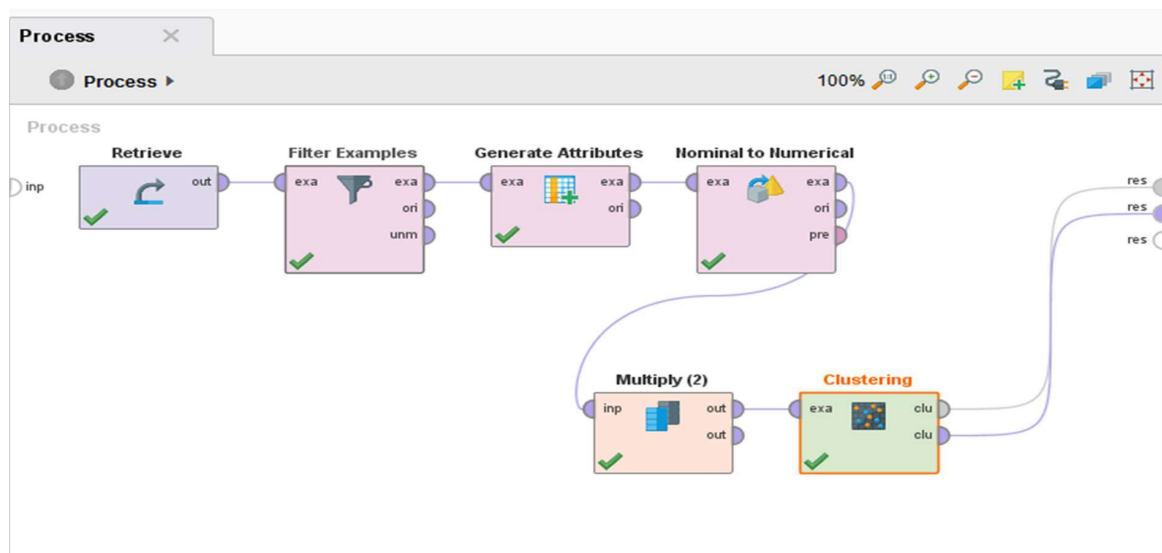 Process
Process
100%
Process
Retrieve
Filter Examples
Generate Attributes
Nominal to Numerical
inp
out
exa
exa
ori
unm
exa
exa
ori
exa
exa
ori
pre
res
res
res
Multiply (2)
Clustering
inp
out
out
exa
clu
clu